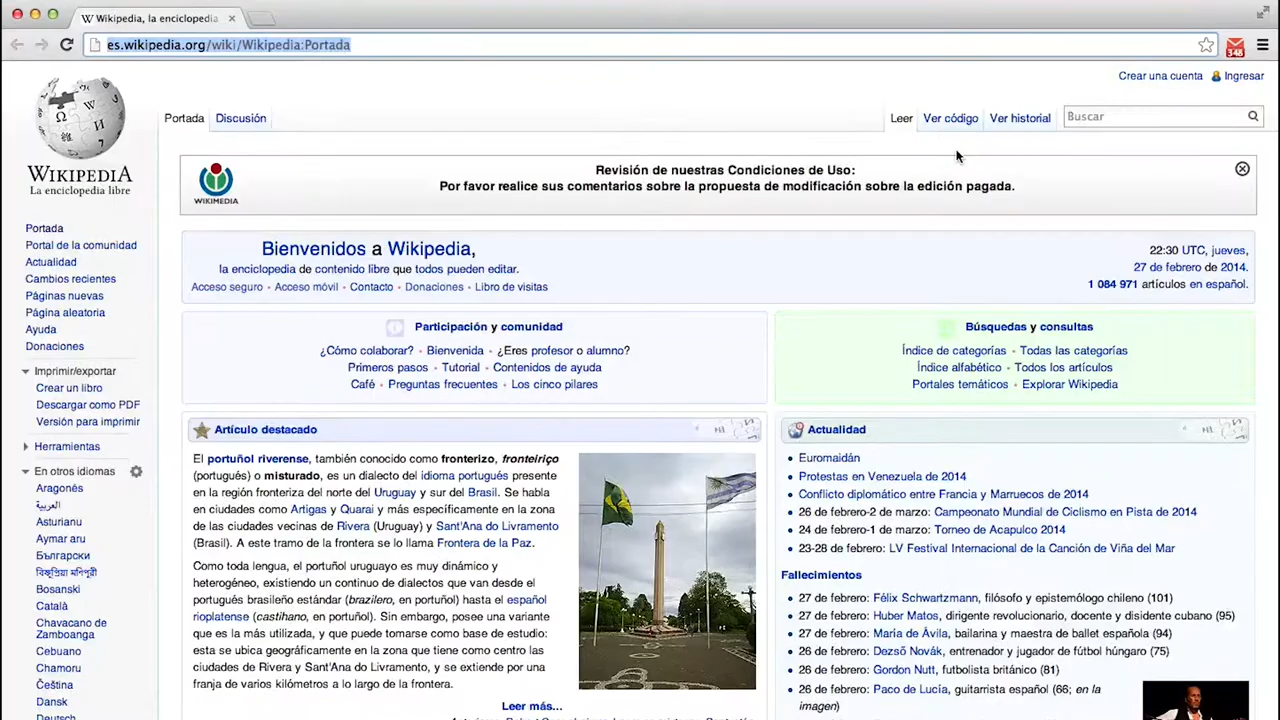 Wikipedia, la enciclopedia
es.wikipedia.org/wiki/Wikipedia:Portada
348
Crear una cuenta
Ingresar
Portada
Discusión
Leer
Ver código
Ver historial
Buscar
WIKIPEDIA
La enciclopedia libre
WIKIMEDIA
Revisión de nuestras Condiciones de Uso:
Por favor realice sus comentarios sobre la propuesta de modificación sobre la edición pagada.
Portada
Portal de la comunidad
Actualidad
Cambios recientes
Páginas nuevas
Página aleatoria
Ayuda
Donaciones
Imprimir/exportar
Crear un libro
Descargar como PDF
Versión para imprimir
Herramientas
En otros idiomas
Aragonés
العربية
Asturianu
Aymar aru
Български
বিষ্ণুপ্রিয়া মণিপুরী
Bosanski
Català
Chavacano de
Zamboanga
Cebuano
Chamoru
Čeština
Dansk
Deutsch
Bienvenidos a Wikipedia,
la enciclopedia de contenido libre que todos pueden editar.
Acceso seguro • Acceso móvil • Contacto • Donaciones • Libro de visitas
22:30 UTC, jueves,
27 de febrero de 2014.
1 084 971 artículos en español.
Participación y comunidad
¿Cómo colaborar? • Bienvenida • ¿Eres profesor o alumno?
Primeros pasos • Tutorial • Contenidos de ayuda
Café • Preguntas frecuentes • Los cinco pilares
Búsquedas y consultas
Índice de categorías • Todas las categorías
Índice alfabético • Todos los artículos
Portales temáticos • Explorar Wikipedia
Artículo destacado
El portuñol riverense, también conocido como fronterizo, fronteiriço
(portugués) o misturado, es un dialecto del idioma portugués presente
en la región fronteriza del norte del Uruguay y sur del Brasil. Se habla
en ciudades como Artigas y Quarai y más específicamente en la zona
de las ciudades vecinas de Rivera (Uruguay) y Sant'Ana do Livramento
(Brasil). A este tramo de la frontera se lo llama Frontera de la Paz.
Como toda lengua, el portuñol uruguayo es muy dinámico y
heterogéneo, existiendo un continuo de dialectos que van desde el
portugués brasileño estándar (brazilero, en portuñol) hasta el español
rioplatense (castihano, en portuñol). Sin embargo, posee una variante
que es la más utilizada, y que puede tomarse como base de estudio:
esta se ubica geográficamente en la zona que tiene como centro las
ciudades de Rivera y Sant'Ana do Livramento, y se extiende por una
franja de varios kilómetros a lo largo de la frontera.
Leer más...
Actualidad
Euromaidán
Protestas en Venezuela de 2014
Conflicto diplomático entre Francia y Marruecos de 2014
26 de febrero-2 de marzo: Campeonato Mundial de Ciclismo en Pista de 2014
24 de febrero-1 de marzo: Torneo de Acapulco 2014
23-28 de febrero: LV Festival Internacional de la Canción de Viña del Mar
Fallecimientos
27 de febrero: Félix Schwartzmann, filósofo y epistemólogo chileno (101)
27 de febrero: Huber Matos, dirigente revolucionario, docente y disidente cubano (95)
27 de febrero: María de Ávila, bailarina y maestra de ballet española (94)
26 de febrero: Dezső Novák, entrenador y jugador de fútbol húngaro (75)
26 de febrero: Gordon Nutt, futbolista británico (81)
26 de febrero: Paco de Lucía, guitarrista español (66; en la
imagen)